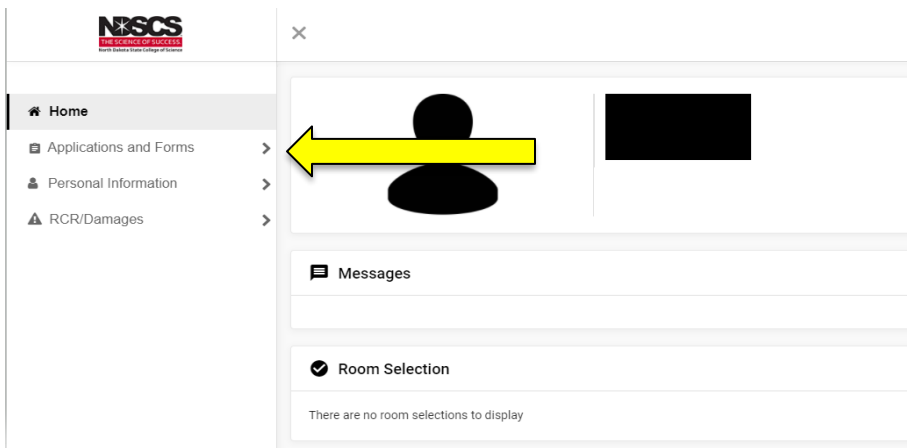 NDSCS
THE SCIENCE OF SUCCESS
North Dakota State College of Science
Home
Applications and Forms
Personal Information
RCR/Damages
Messages
Room Selection
There are no room selections to display